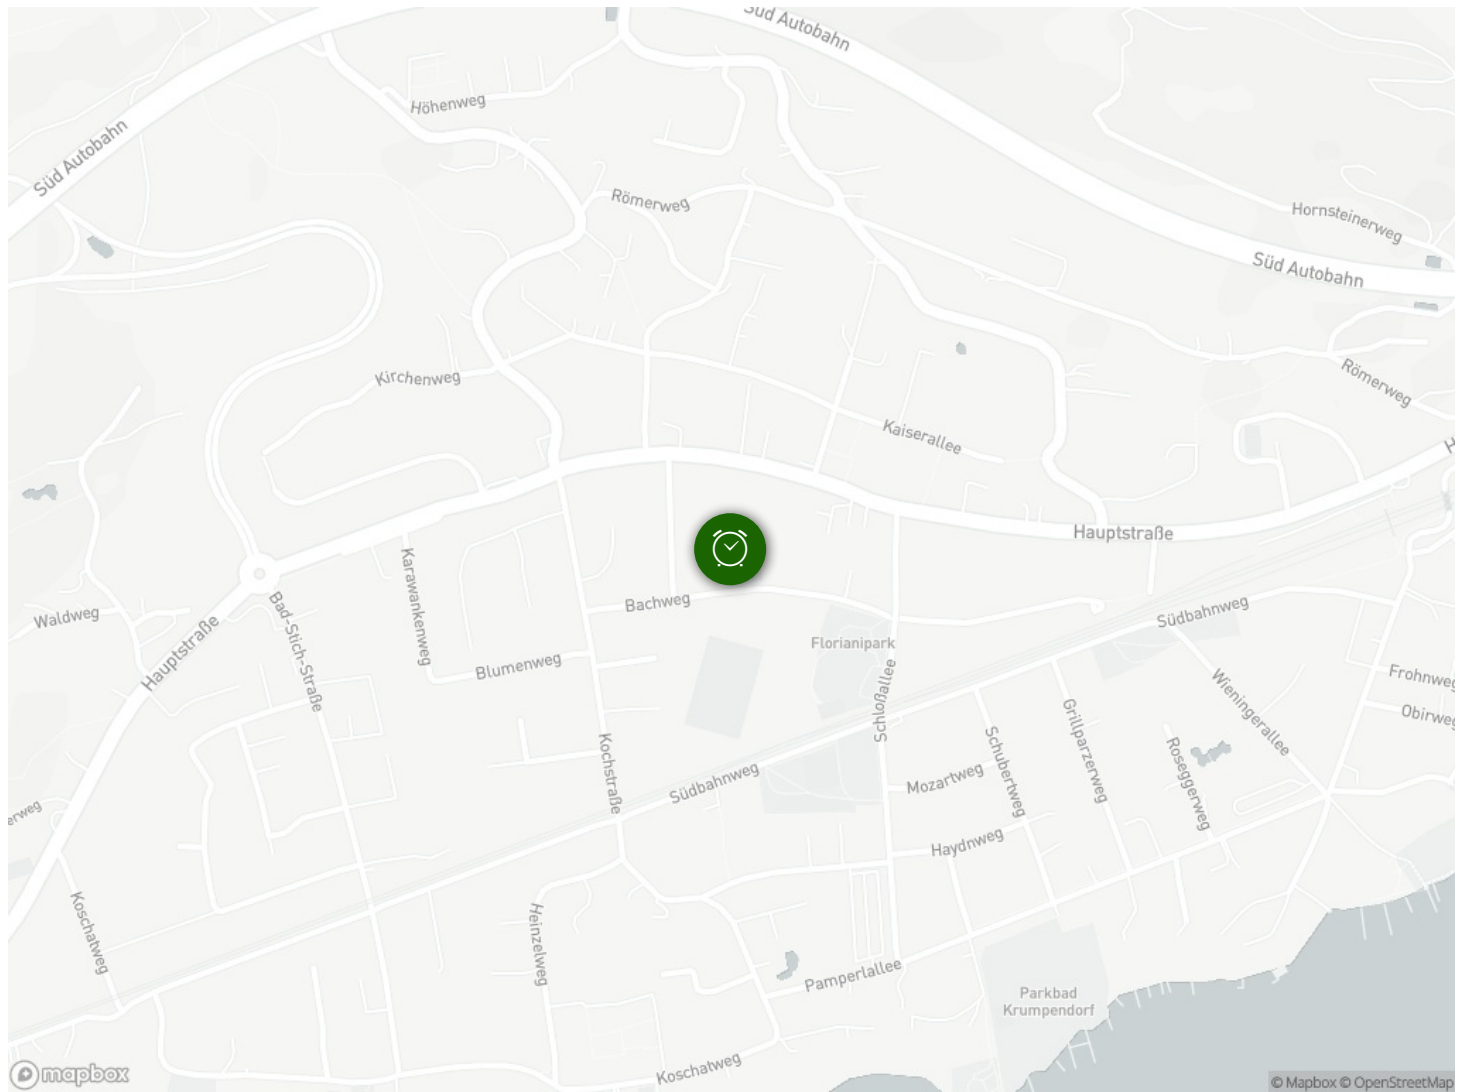 Süd Autobahn
Höhenweg
Süd Autobahn
Römerweg
Hornsteinerweg
Süd Autobahn
Kirchenweg
Römerweg
Kaiserallee
Hauptstraße
Karawankenweg
Bachweg
Bad-Stich-Straße
Waldweg
Hauptstraße
Südbahnweg
Florianipark
Blumenweg
Schloßallee
Frohnweg
Wieningerallee
Obirweg
Grillparzerweg
Schubertweg
Roseggerweg
Kochstraße
Südbahnweg
Mozartweg
erweg
Haydnweg
Koschatweg
Heinzelweg
Pamperlallee
Parkbad
Krumpendorf
Koschatweg
mapbox
© Mapbox © OpenStreetMap